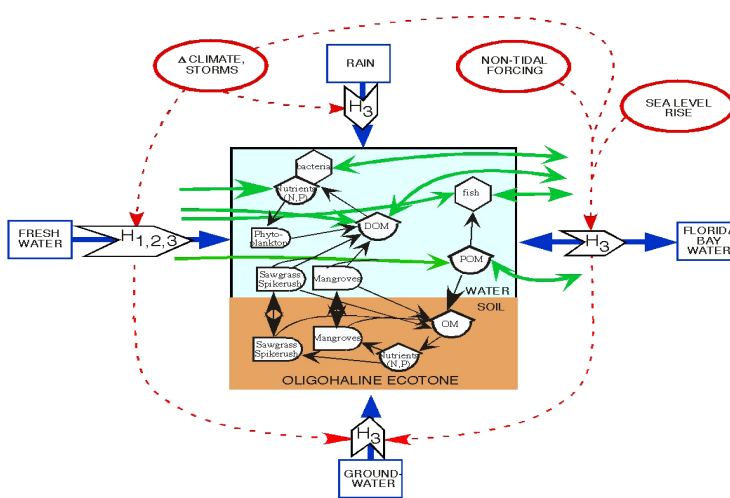 Δ CLIMATE,
STORMS
RAIN
NON-TIDAL
FORCING
SEA LEVEL
RISE
H3
bacteria
Nutrients
(N,P)
fish
FRESH
WATER
H1,2,3
Phyto-
plankton
DOM
POM
H3
FLORIDA
BAY
WATER
Sawgrass
Spikerush
Mangroves
WATER
SOIL
OM
Sawgrass
Spikerush
Mangroves
Nutrients
(N,P)
OLIGOHALINE ECOTONE
H3
GROUND-
WATER